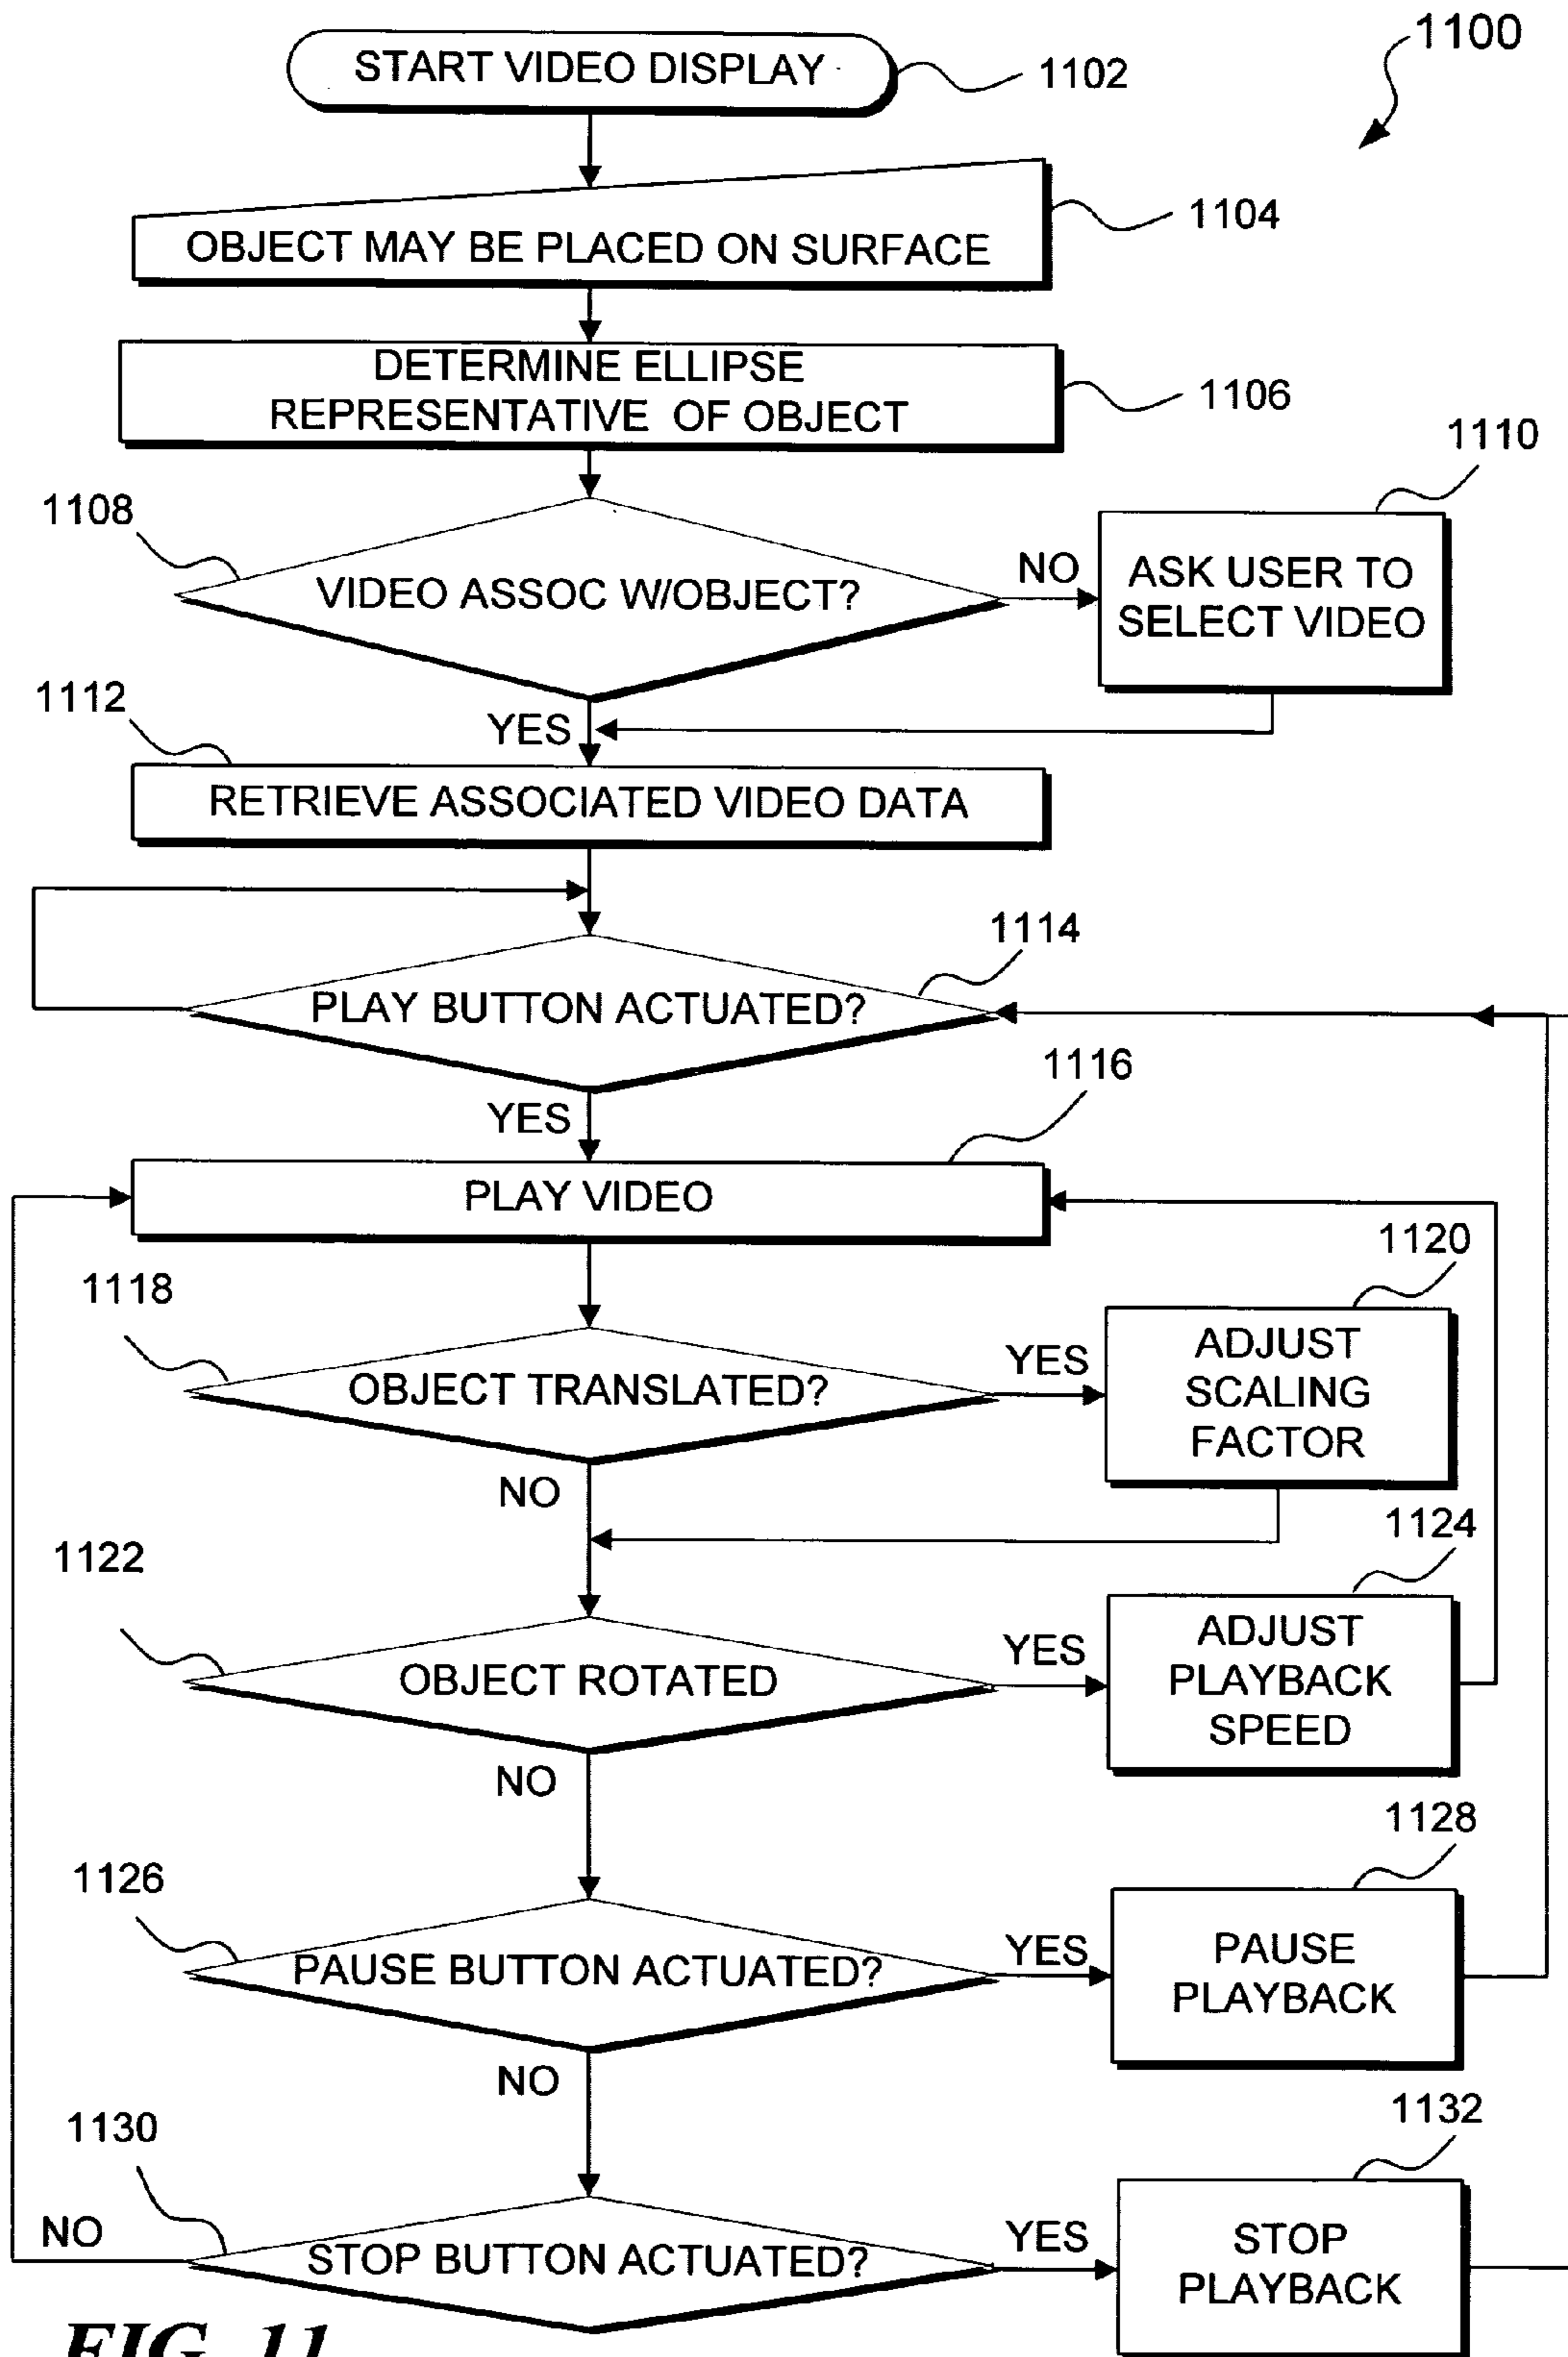 1100
START VIDEO DISPLAY
1102
1104
OBJECT MAY BE PLACED ON SURFACE
DETERMINE ELLIPSE
REPRESENTATIVE OF OBJECT
1106
1108
VIDEO ASSOC W/OBJECT?
NO
1110
ASK USER TO
SELECT VIDEO
YES
1112
RETRIEVE ASSOCIATED VIDEO DATA
1114
PLAY BUTTON ACTUATED?
YES
1116
PLAY VIDEO
1118
OBJECT TRANSLATED?
YES
1120
ADJUST
SCALING
FACTOR
NO
1122
OBJECT ROTATED
YES
1124
ADJUST
PLAYBACK
SPEED
NO
1126
PAUSE BUTTON ACTUATED?
YES
1128
PAUSE
PLAYBACK
NO
1130
NO
STOP BUTTON ACTUATED?
YES
1132
STOP
PLAYBACK
FIG. 11